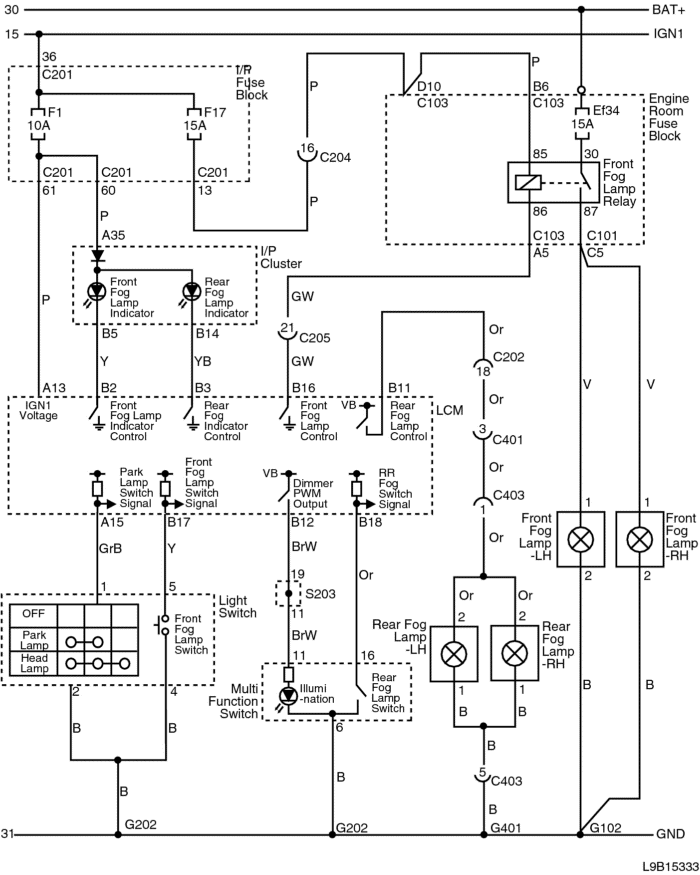 30
BAT+
15
IGN1
36
C201
I/P
Fuse
Block
F1
10A
F17
15A
P
16
C204
P
D10
C103
P
B6
C103
Ef34
15A
Engine
Room
Fuse
Block
85
30
Front
Fog
Lamp
Relay
86
87
C201
61
C201
60
C201
13
C103
A5
C101
C5
P
A35
I/P
Cluster
Front
Fog
Lamp
Indicator
Rear
Fog
Lamp
Indicator
P
B5
B14
Y
YB
GW
21
C205
GW
Or
C202
18
Or
3
C401
Or
C403
1
Or
V
V
A13
B2
B3
B16
B11
IGN1
Voltage
Front
Fog Lamp
Indicator
Control
Rear
Fog
Indicator
Control
Front
Fog
Lamp
Control
VB
Rear
Fog
Lamp
Control
LCM
Park
Lamp
Switch
Signal
Front
Fog
Lamp
Switch
Signal
VB
Dimmer
PWM
Output
RR
Fog
Switch
Signal
A15
B17
B12
B18
GrB
Y
BrW
Or
19
S203
11
BrW
1
5
Light
Switch
OFF
Park
Lamp
Head
Lamp
Front
Fog
Lamp
Switch
2
4
B
B
B
11
16
Multi
Function
Switch
Illumi
-nation
Rear
Fog
Lamp
Switch
6
B
Or
Or
2
2
Rear Fog
Lamp
-LH
Rear
Fog
Lamp
-RH
1
1
B
B
B
5
C403
B
1
1
Front
Fog
Lamp
-LH
Front
Fog
Lamp
-RH
2
2
B
B
31
G202
G202
G401
G102
GND
L9B15333